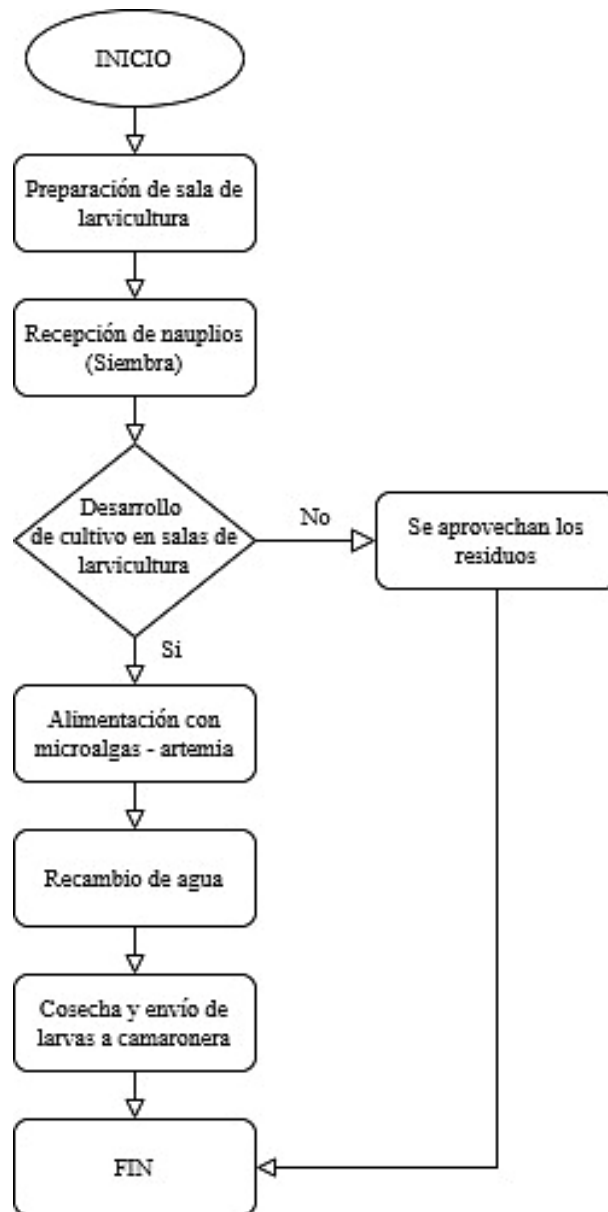 INICIO
Preparación de sala de
larvicultura
Recepción de nauplios
(Siembra)
Desarrollo
de cultivo en salas de
larvicultura
No
Se aprovechan los
residuos
Si
Alimentación con
microalgas - artemia
Recambio de agua
Cosecha y envío de
larvas a camaronera
FIN